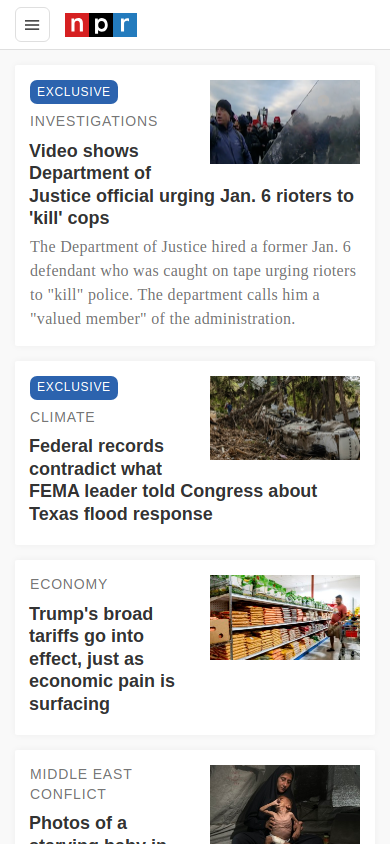 npr
EXCLUSIVE
INVESTIGATIONS
Video shows
Department of
Justice official urging Jan. 6 rioters to
'kill' cops
The Department of Justice hired a former Jan. 6
defendant who was caught on tape urging rioters
to "kill" police. The department calls him a
"valued member" of the administration.
EXCLUSIVE
CLIMATE
Federal records
contradict what
FEMA leader told Congress about
Texas flood response
ECONOMY
Trump's broad
tariffs go into
effect, just as
economic pain is
surfacing
MIDDLE EAST
CONFLICT
Photos of a
starving baby in